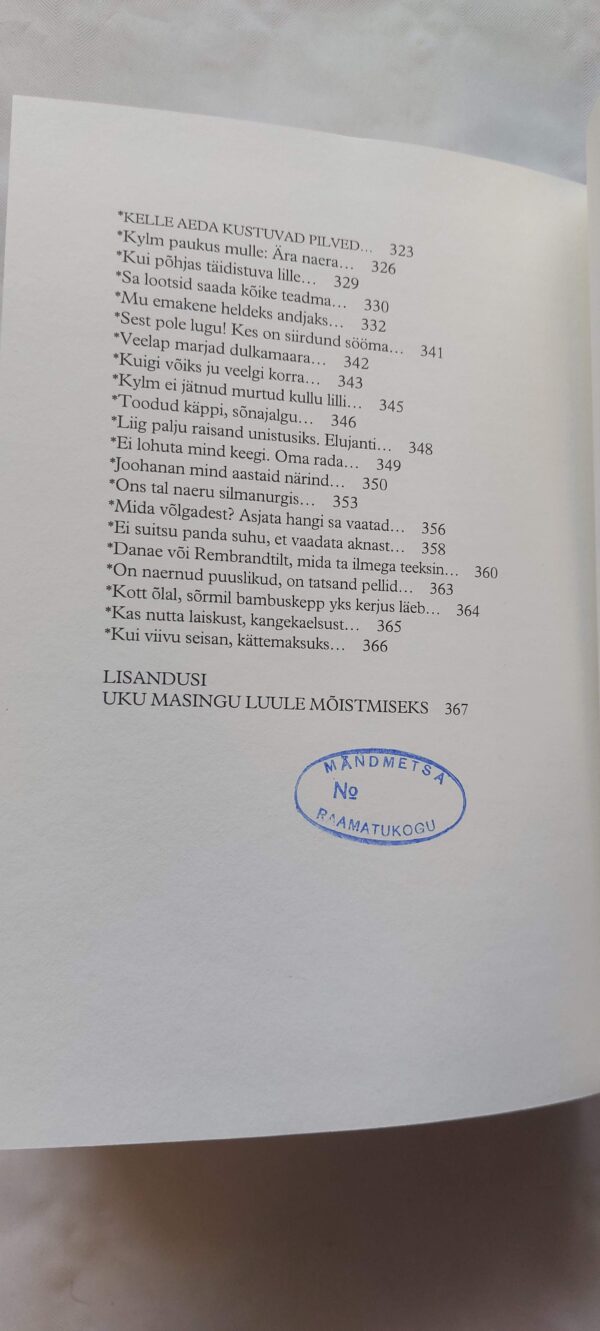 *KELLE AEDA KUSTUVAD PILVED... 323
*Kylm paukus mulle: Ära naera... 326
*Kui põhjas täidistuva lille... 329
*Sa lootsid saada kõike teadma... 330
*Mu emakene heldeks andjaks... 332
*Sest pole lugu! Kes on siirdund sööma... 341
*Veelap marjad dulkamaara... 342
*Kuigi võiks ju veelgi korra... 343
*Kylm ei jätnud murtud kullu lilli... 345
*Toodud käppi, sõnajalgu... 346
*Liig palju raisand unistusiks. Elujanti... 348
*Ei lohuta mind keegi. Oma rada... 349
*Joohanan mind aastaid närind... 350
*Ons tal naeru silmanurgis... 353
*Mida võlgadest? Asjata hangi sa vaatad... 356
*Ei suitsu panda suhu, et vaadata aknast... 358
*Danae või Rembrandtilt, mida ta ilmega teeksin... 360
*On naernud puuslikud, on tatsand pellid... 363
*Kott õlal, sõrmil bambuskepp yks kerjus läeb... 364
*Kas nutta laiskust, kangekaelsust... 365
*Kui viivu seisan, kättemaksuks... 366
LISANDUSI
UKU MASINGU LUULE MÕISTMISEKS 367
MÄNDMETSA
№
RAAMATUKOGU